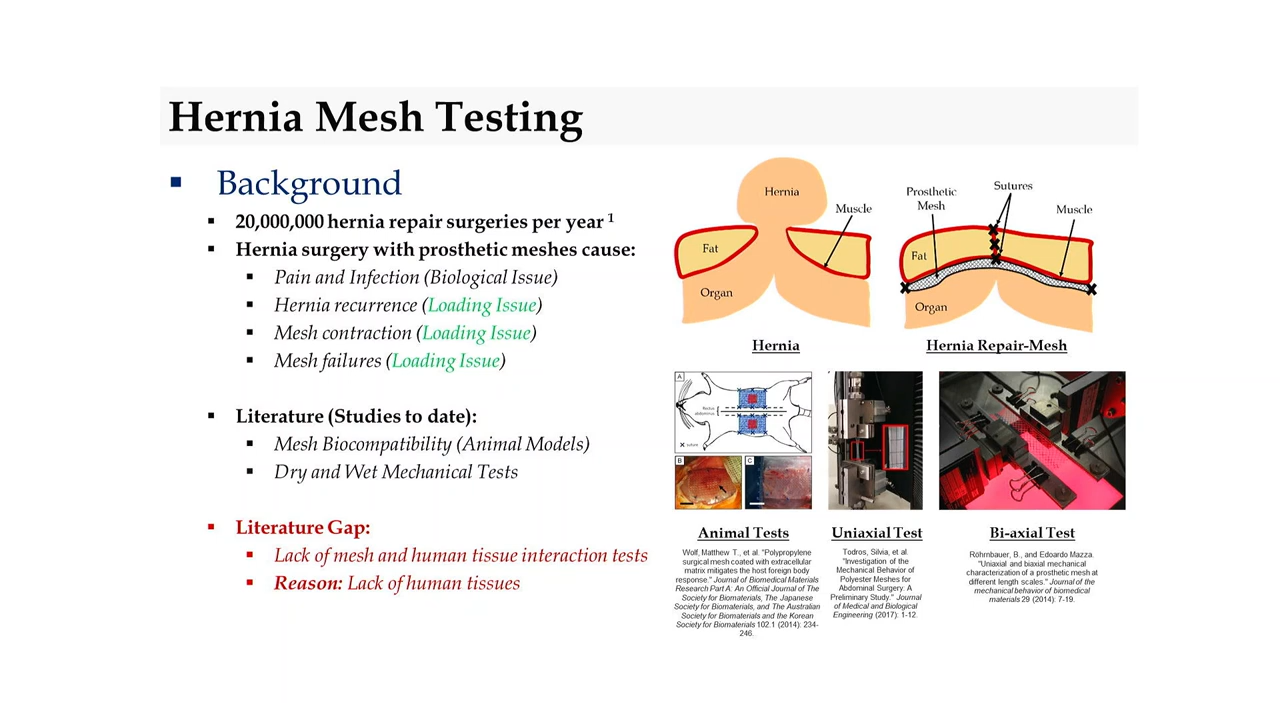 Hernia Mesh Testing
▪ Background
▪ 20,000,000 hernia repair surgeries per year 1
▪ Hernia surgery with prosthetic meshes cause:
▪ Pain and Infection (Biological Issue)
▪ Hernia recurrence (Loading Issue)
▪ Mesh contraction (Loading Issue)
▪ Mesh failures (Loading Issue)
▪ Literature (Studies to date):
▪ Mesh Biocompatibility (Animal Models)
▪ Dry and Wet Mechanical Tests
▪ Literature Gap:
▪ Lack of mesh and human tissue interaction tests
▪ Reason: Lack of human tissues
Hernia
Muscle
Fat
Organ
Hernia
Prosthetic
Mesh
Sutures
Muscle
Fat
Organ
Hernia Repair-Mesh
A
rectus
abdominus
suture
B
C
Animal Tests
Wolf, Matthew T., et al. "Polypropylene
surgical mesh coated with extracellular
matrix mitigates the host foreign body
response." Journal of Biomedical Materials
Research Part A: An Official Journal of The
Society for Biomaterials, The Japanese
Society for Biomaterials, and The Australian
Society for Biomaterials and the Korean
Society for Biomaterials 102.1 (2014): 234-
246.
Uniaxial Test
Todros, Silvia, et al.
"Investigation of the
Mechanical Behavior of
Polyester Meshes for
Abdominal Surgery: A
Preliminary Study." Journal
of Medical and Biological
Engineering (2017): 1-12.
Bi-axial Test
Röhrnbauer, B., and Edoardo Mazza.
"Uniaxial and biaxial mechanical
characterization of a prosthetic mesh at
different length scales." Journal of the
mechanical behavior of biomedical
materials 29 (2014): 7-19.